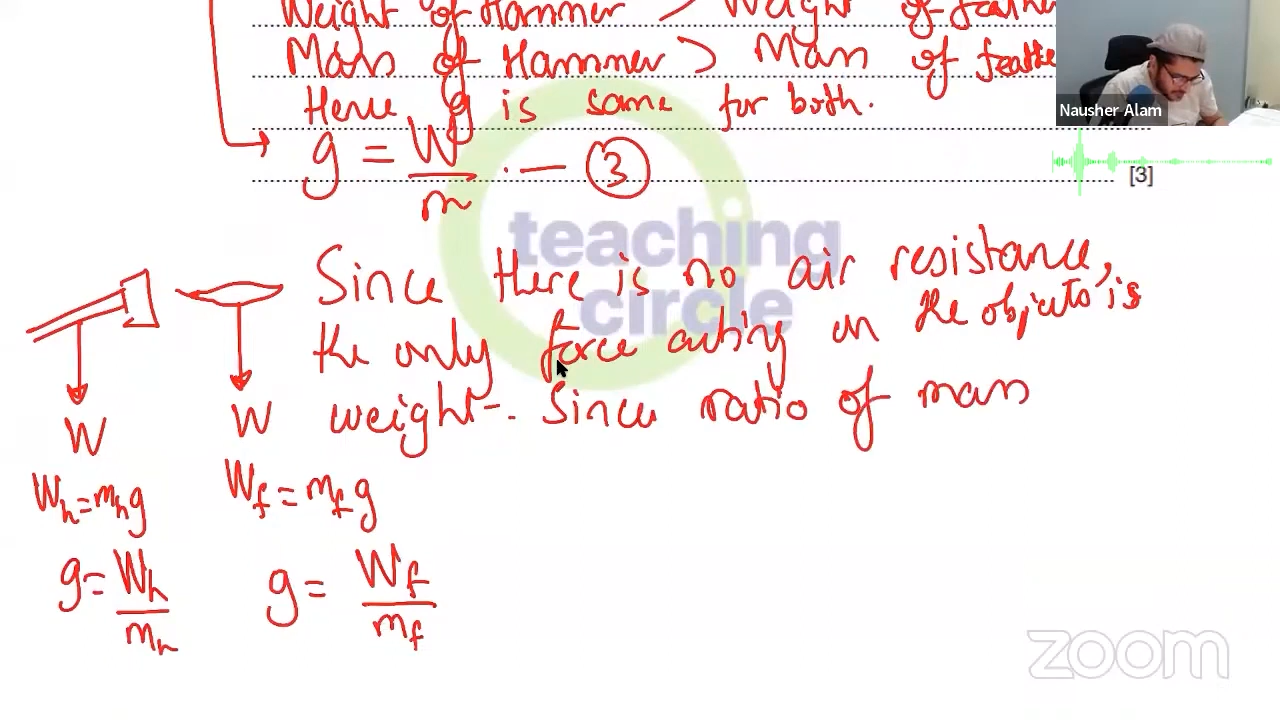 Weight of Hammer > Weight of feather
Mass of Hammer > Mass of feathe
Here g is same for both.
g = W/m — ③
[3]
Nausher Alam
teaching
circle
Since there is no air resistance,
the only force acting on the objects is
weight. Since ratio of mass
W
W
Wh = mhg
Wf = mfg
g = Wh/mh
g = Wf/mf
zoom